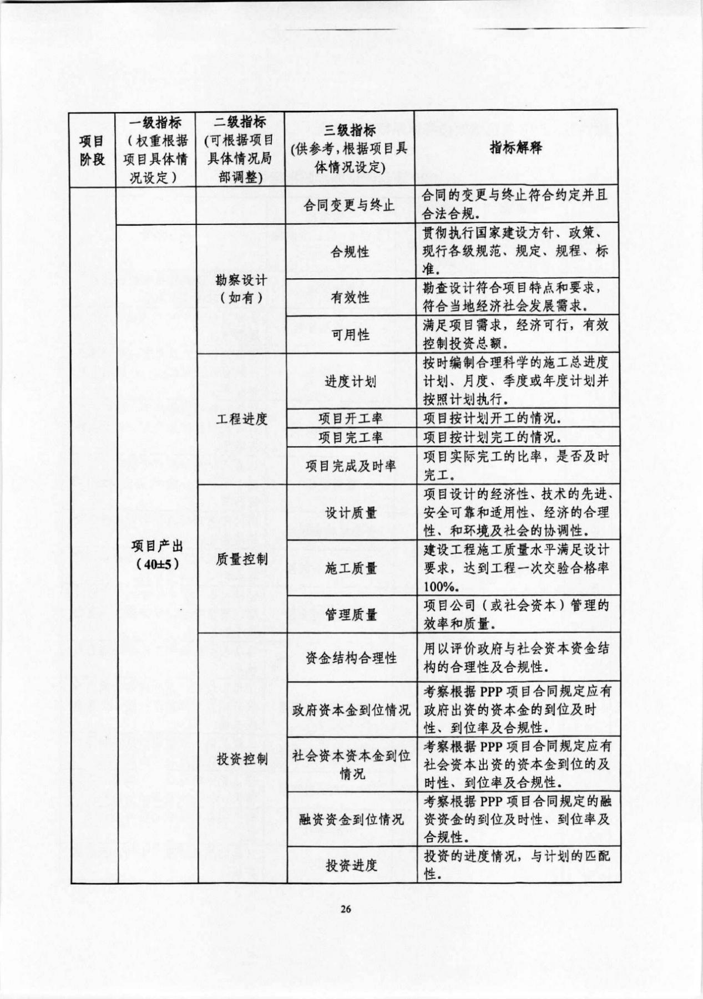 项目
阶段
一级指标
（权重根据
项目具体情
况设定）
二级指标
(可根据项目
具体情况局
部调整)
三级指标
(供参考,根据项目具
体情况设定)
指标解释
合同变更与终止
合同的变更与终止符合约定并且
合法合规。
项目产出
（40±5）
勘察设计
（如有）
合规性
贯彻执行国家建设方针、政策、
现行各级规范、规定、规程、标
准。
有效性
勘查设计符合项目特点和要求，
符合当地经济社会发展需求。
可用性
满足项目需求，经济可行，有效
控制投资总额。
工程进度
进度计划
按时编制合理科学的施工总进度
计划、月度、季度或年度计划并
按照计划执行。
项目开工率
项目按计划开工的情况。
项目完工率
项目按计划完工的情况。
项目完成及时率
项目实际完工的比率，是否及时
完工。
质量控制
设计质量
项目设计的经济性、技术的先进、
安全可靠和适用性、经济的合理
性、和环境及社会的协调性。
施工质量
建设工程施工质量水平满足设计
要求，达到工程一次交验合格率
100%。
管理质量
项目公司（或社会资本）管理的
效率和质量。
投资控制
资金结构合理性
用以评价政府与社会资本资金结
构的合理性及合规性。
政府资本金到位情况
考察根据 PPP 项目合同规定应有
政府出资的资本金的到位及时
性、到位率及合规性。
社会资本资本金到位
情况
考察根据 PPP 项目合同规定应有
社会资本出资的资本金到位的及
时性、到位率及合规性。
融资资金到位情况
考察根据 PPP 项目合同规定的融
资资金的到位及时性、到位率及
合规性。
投资进度
投资的进度情况，与计划的匹配
性。
26